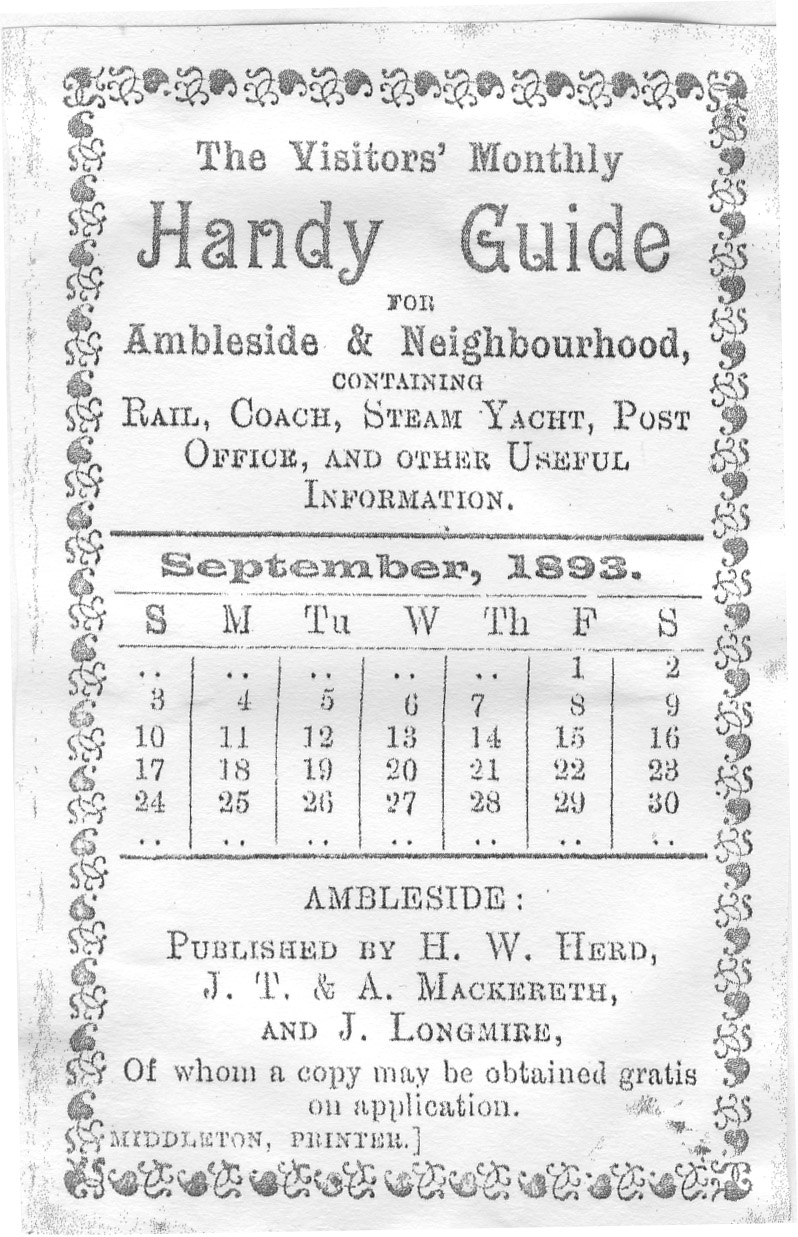 The Visitors' Monthly
Handy Guide
FOR
Ambleside & Neighbourhood,
CONTAINING
RAIL, COACH, STEAM YACHT, POST
OFFICE, AND OTHER USEFUL
INFORMATION.
September, 1893.
S M Tu W Th F S
.. .. .. .. .. 1 2
3 4 5 6 7 8 9
10 11 12 13 14 15 16
17 18 19 20 21 22 23
24 25 26 27 28 29 30
.. .. .. .. .. .. ..
AMBLESIDE:
PUBLISHED BY H. W. HERD,
J. T. & A. MACKERETH,
AND J. LONGMIRE,
Of whom a copy may be obtained gratis
on application.
MIDDLETON, PRINTER.]